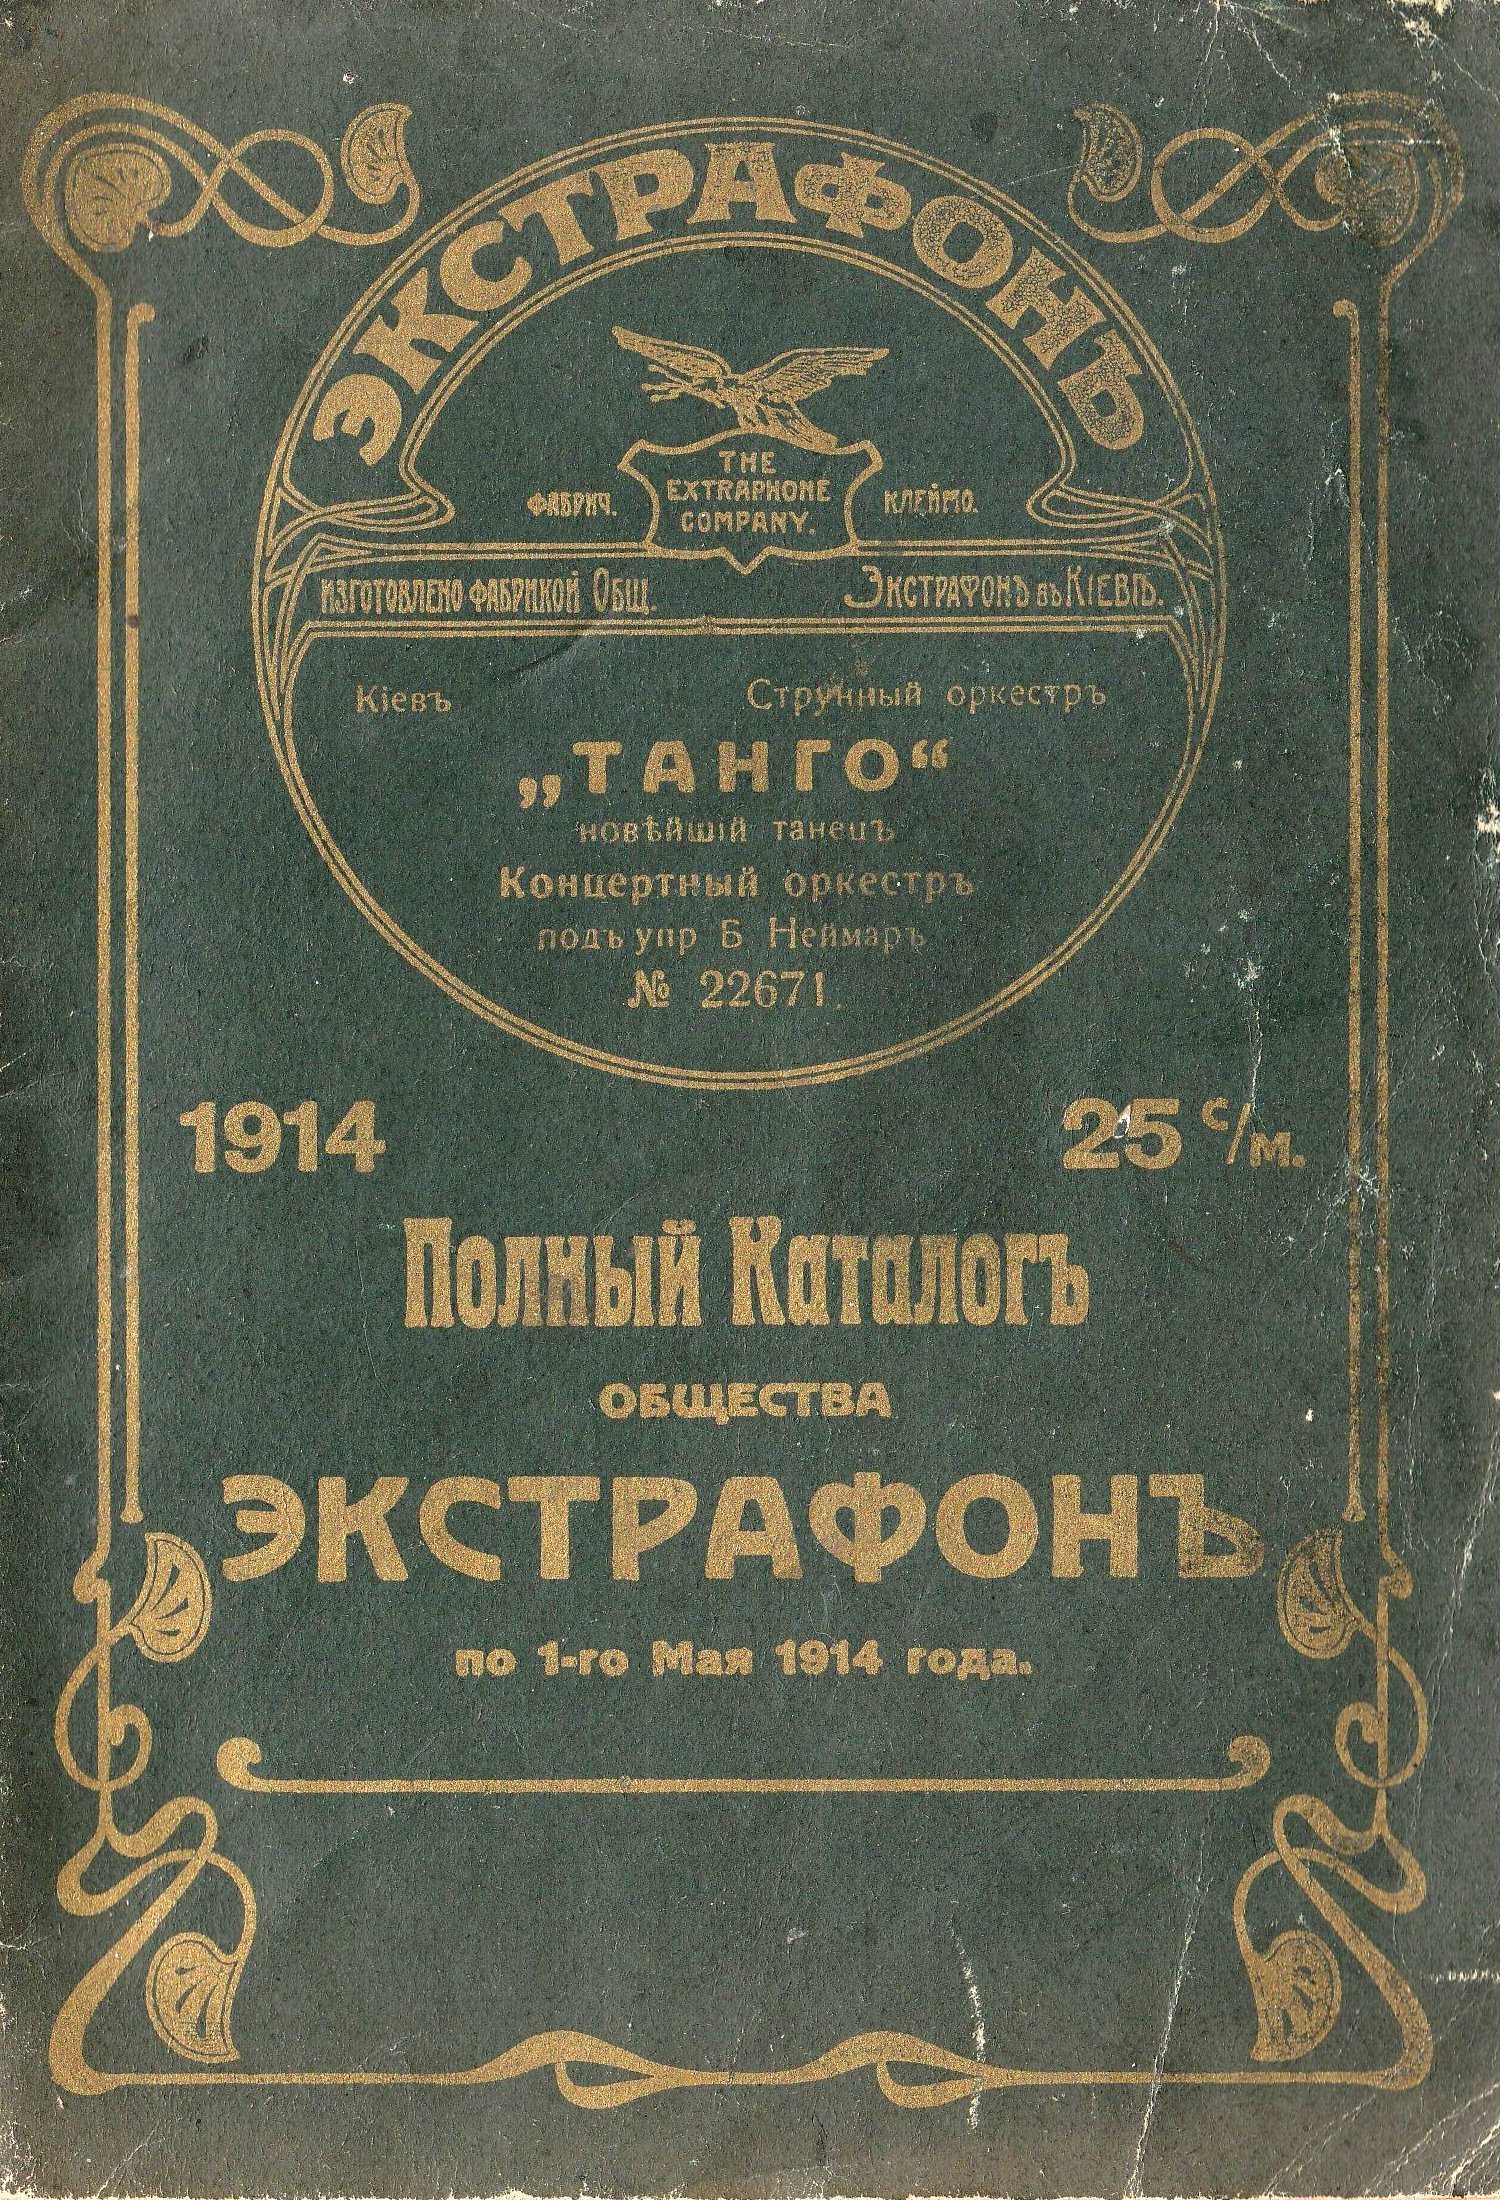 ЭКСТРАФОНЪ
THE
EXTRAPHONE
COMPANY.
ФАБРИЧ. КЛЕЙМО.
ИЗГОТОВЛЕНО ФАБРИКОЙ ОБЩ. ЭКСТРАФОНЪ ВЪ КІЕВѢ.
Кіевъ Струнный оркестръ
„ТАНГО“
новѣйшій танецъ
Концертный оркестръ
подъ упр Б Неймаръ
№ 22671.
1914 25 с/м.
Полный Каталогъ
ОБЩЕСТВА
ЭКСТРАФОНЪ
по 1-го Мая 1914 года.